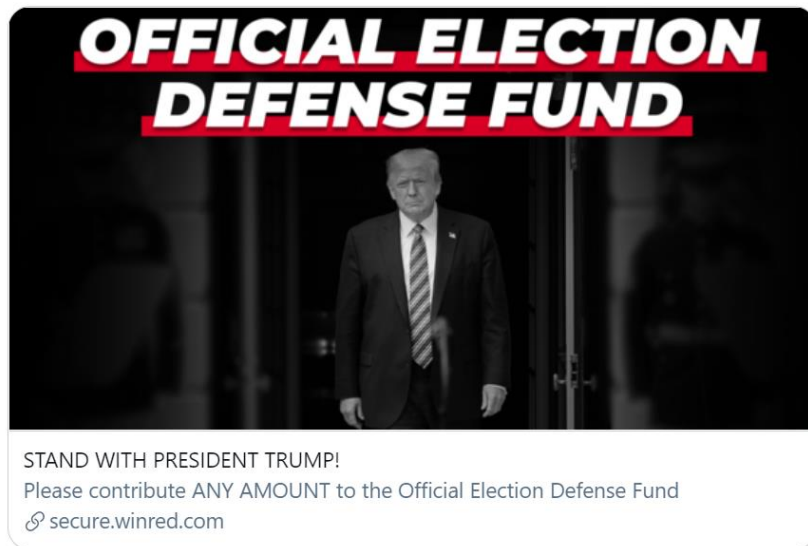 OFFICIAL ELECTION
DEFENSE FUND
STAND WITH PRESIDENT TRUMP!
Please contribute ANY AMOUNT to the Official Election Defense Fund
secure.winred.com